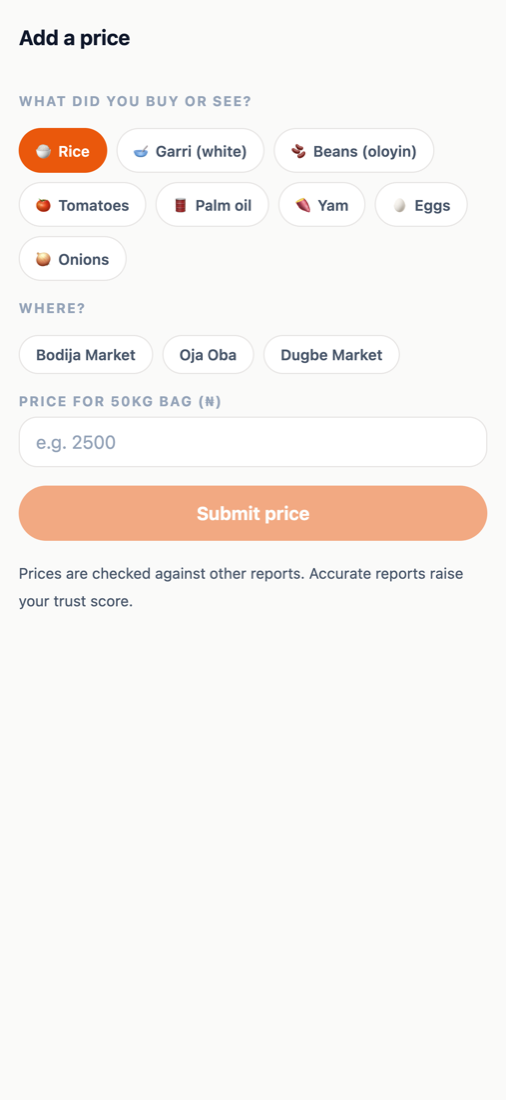 Add a price
WHAT DID YOU BUY OR SEE?
Rice
Garri (white)
Beans (oloyin)
Tomatoes
Palm oil
Yam
Eggs
Onions
WHERE?
Bodija Market
Oja Oba
Dugbe Market
PRICE FOR 50KG BAG (₦)
e.g. 2500
Submit price
Prices are checked against other reports. Accurate reports raise
your trust score.